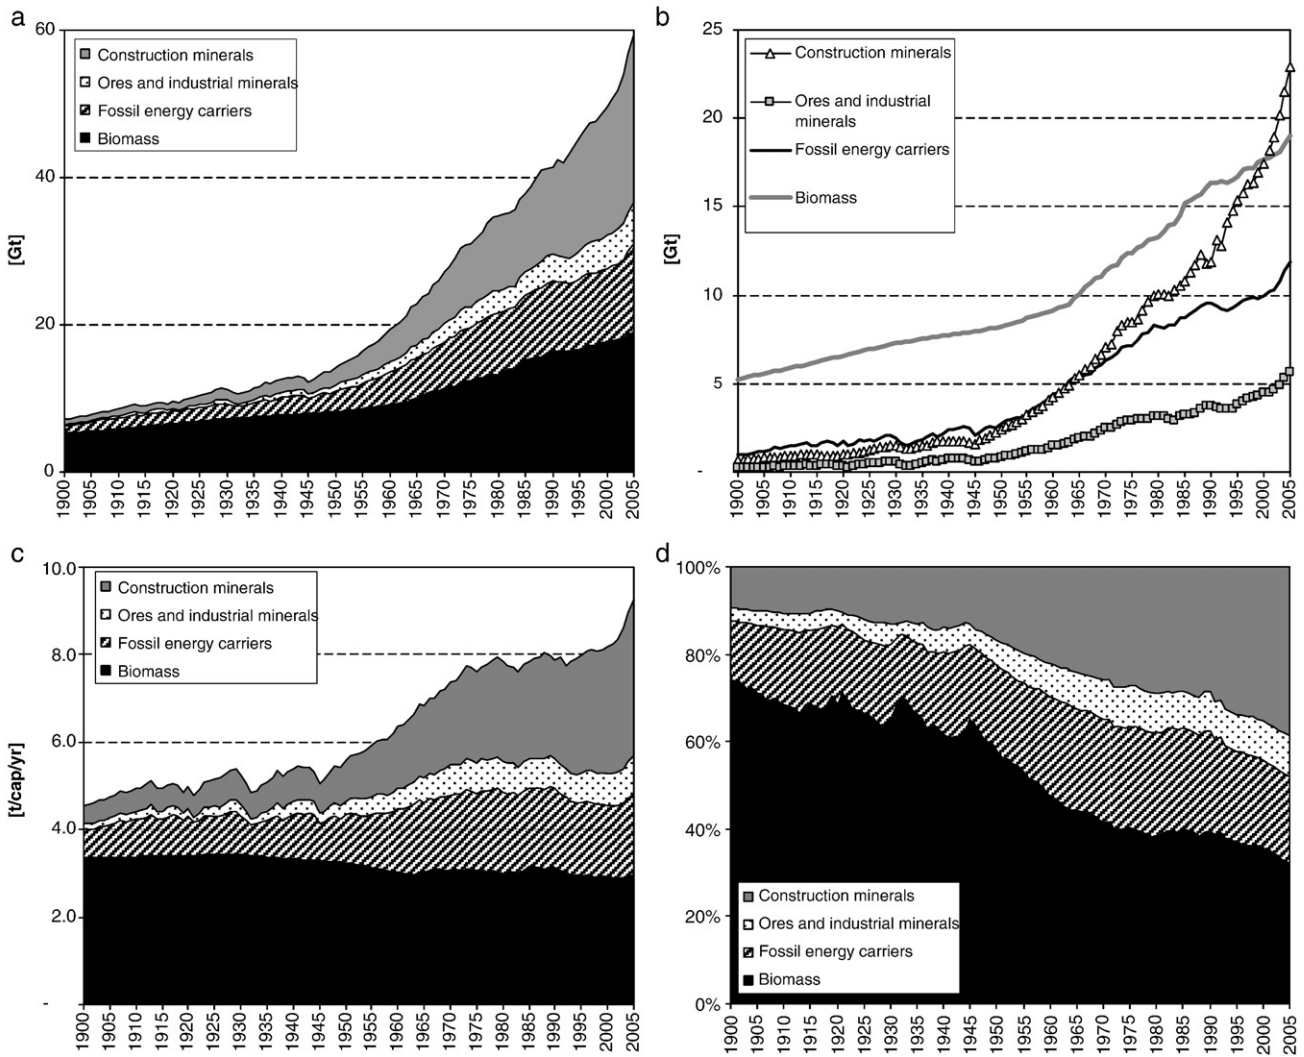 a
60
Construction minerals
Ores and industrial minerals
Fossil energy carriers
Biomass
40
[Gt]
20
0
1900 1905 1910 1915 1920 1925 1930 1935 1940 1945 1950 1955 1960 1965 1970 1975 1980 1985 1990 1995 2000 2005
b
25
Construction minerals
Ores and industrial
minerals
Fossil energy carriers
Biomass
20
15
[Gt]
10
5
-
1900 1905 1910 1915 1920 1925 1930 1935 1940 1945 1950 1955 1960 1965 1970 1975 1980 1985 1990 1995 2000 2005
c
10.0
Construction minerals
Ores and industrial minerals
Fossil energy carriers
Biomass
8.0
6.0
[t/cap/yr]
4.0
2.0
-
1900 1905 1910 1915 1920 1925 1930 1935 1940 1945 1950 1955 1960 1965 1970 1975 1980 1985 1990 1995 2000 2005
d
100%
80%
60%
40%
Construction minerals
Ores and industrial minerals
Fossil energy carriers
Biomass
20%
0%
1900 1905 1910 1915 1920 1925 1930 1935 1940 1945 1950 1955 1960 1965 1970 1975 1980 1985 1990 1995 2000 2005